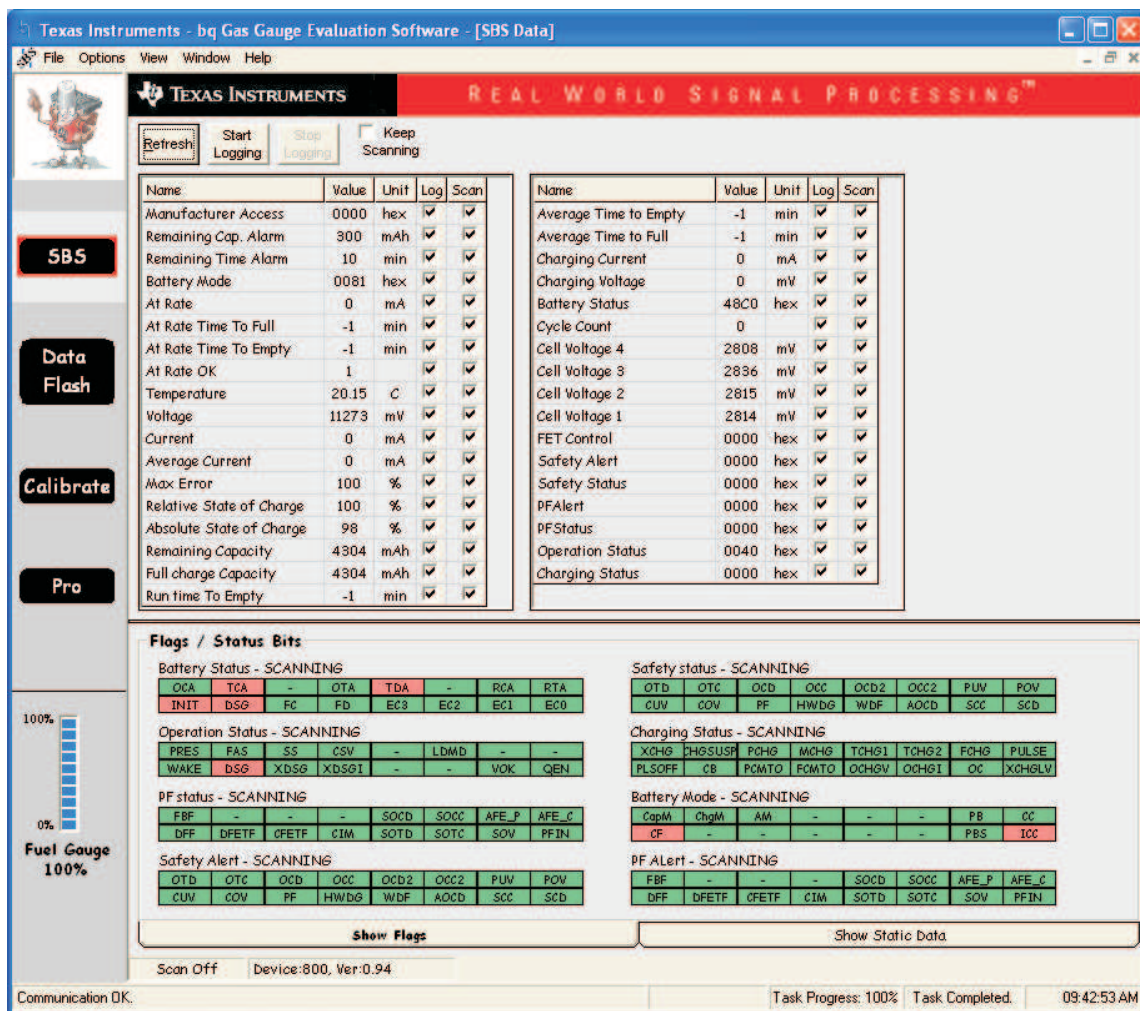 Texas Instruments - bq Gas Gauge Evaluation Software - [SBS Data]
File Options View Window Help
TEXAS INSTRUMENTS REAL WORLD SIGNAL PROCESSING™
Refresh Start Logging Stop Logging Keep Scanning
SBS
Data Flash
Calibrate
Pro
Name Value Unit Log Scan
Manufacturer Access 0000 hex
Remaining Cap. Alarm 300 mAh
Remaining Time Alarm 10 min
Battery Mode 0081 hex
At Rate 0 mA
At Rate Time To Full -1 min
At Rate Time To Empty -1 min
At Rate OK 1
Temperature 20.15 C
Voltage 11273 mV
Current 0 mA
Average Current 0 mA
Max Error 100 %
Relative State of Charge 100 %
Absolute State of Charge 98 %
Remaining Capacity 4304 mAh
Full charge Capacity 4304 mAh
Run time To Empty -1 min
Name Value Unit Log Scan
Average Time to Empty -1 min
Average Time to Full -1 min
Charging Current 0 mA
Charging Voltage 0 mV
Battery Status 48C0 hex
Cycle Count 0
Cell Voltage 4 2808 mV
Cell Voltage 3 2836 mV
Cell Voltage 2 2815 mV
Cell Voltage 1 2814 mV
FET Control 0000 hex
Safety Alert 0000 hex
Safety Status 0000 hex
PFAlert 0000 hex
PFStatus 0000 hex
Operation Status 0040 hex
Charging Status 0000 hex
Flags / Status Bits
Battery Status - SCANNING
OCA TCA - OTA TDA - RCA RTA
INIT DSG FC FD EC3 EC2 EC1 EC0
Operation Status - SCANNING
PRES FAS SS CSV - LDMD - -
WAKE DSG XDSG XDSGI - - VOK QEN
PF status - SCANNING
FBF - - - SOCD SOCC AFE_P AFE_C
DFF DFETF CFETF CIM SOTD SOTC SOV PFIN
Safety Alert - SCANNING
OTD OTC OCD OCC OCD2 OCC2 PUV POV
CUV COV PF HWDG WDF AOCD SCC SCD
Safety status - SCANNING
OTD OTC OCD OCC OCD2 OCC2 PUV POV
CUV COV PF HWDG WDF AOCD SCC SCD
Charging Status - SCANNING
XCHG CHGSUSP PCHG MCHG TCHG1 TCHG2 FCHG PULSE
PLSOFF CB PCMTO FCMTO OCHGV OCHGI OC XCHGLV
Battery Mode - SCANNING
CapM ChgM AM - - - PB CC
CF - - - - - PBS ICC
PF ALert - SCANNING
FBF - - - SOCD SOCC AFE_P AFE_C
DFF DFETF CFETF CIM SOTD SOTC SOV PFIN
100%
0%
Fuel Gauge
100%
Show Flags Show Static Data
Scan Off Device:800, Ver:0.94
Communication OK. Task Progress: 100% Task Completed. 09:42:53 AM